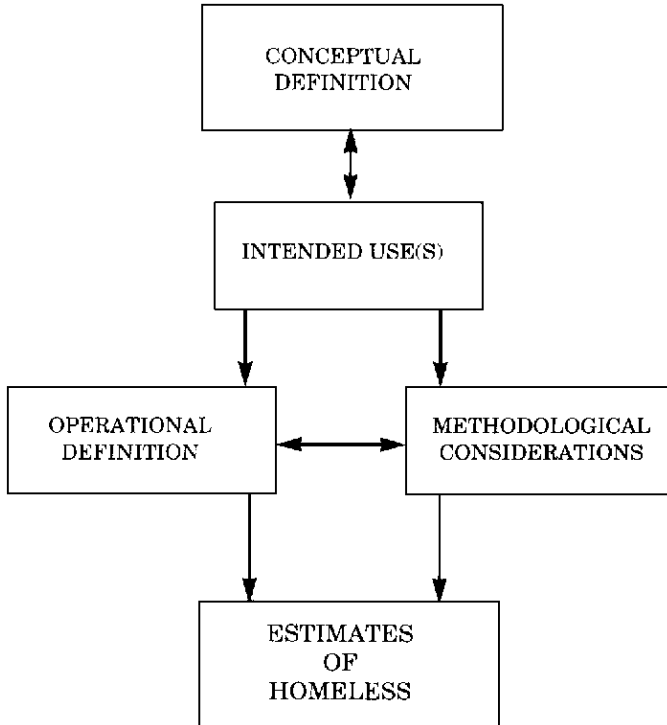 CONCEPTUAL
DEFINITION
INTENDED USE(S)
OPERATIONAL
DEFINITION
METHODOLOGICAL
CONSIDERATIONS
ESTIMATES
OF
HOMELESS